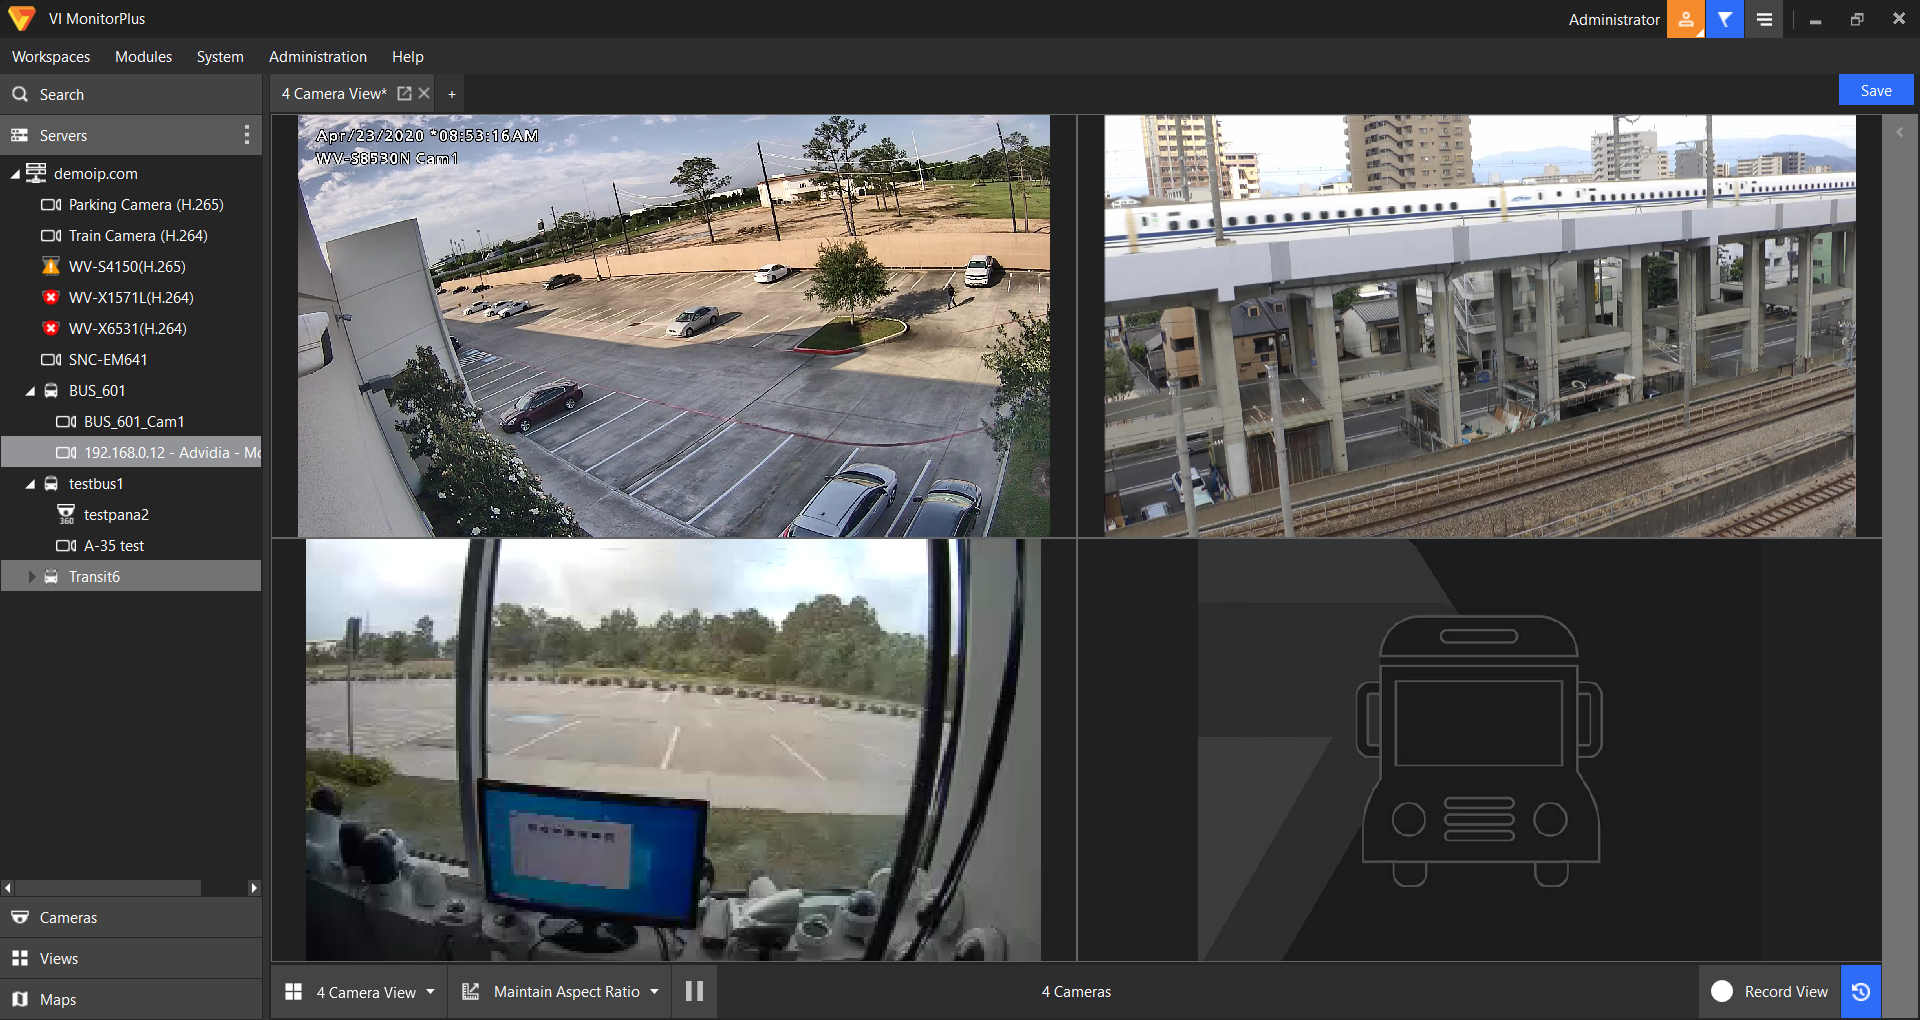 VI MonitorPlus
Administrator
Workspaces Modules System Administration Help
Search
4 Camera View* +
Save
Servers
demoip.com
Parking Camera (H.265)
Train Camera (H.264)
WV-S4150(H.265)
WV-X1571L(H.264)
WV-X6531(H.264)
SNC-EM641
BUS_601
BUS_601_Cam1
192.168.0.12 - Advidia - Mo
testbus1
360
testpana2
A-35 test
Transit6
Cameras
Views
Maps
Apr/23/2020 *08:53:16AM
WV-S8530N Cam1
4 Camera View
Maintain Aspect Ratio
4 Cameras
Record View